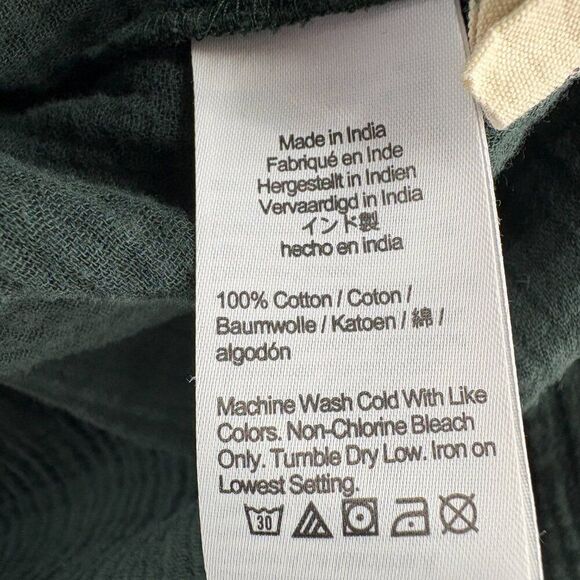 Made in India
Fabriqué en Inde
Hergestellt in Indien
Vervaardigd in India
インド製
hecho en india
100% Cotton / Coton /
Baumwolle / Katoen / 綿 /
algodón
Machine Wash Cold With Like
Colors. Non-Chlorine Bleach
Only. Tumble Dry Low. Iron on
Lowest Setting.
30